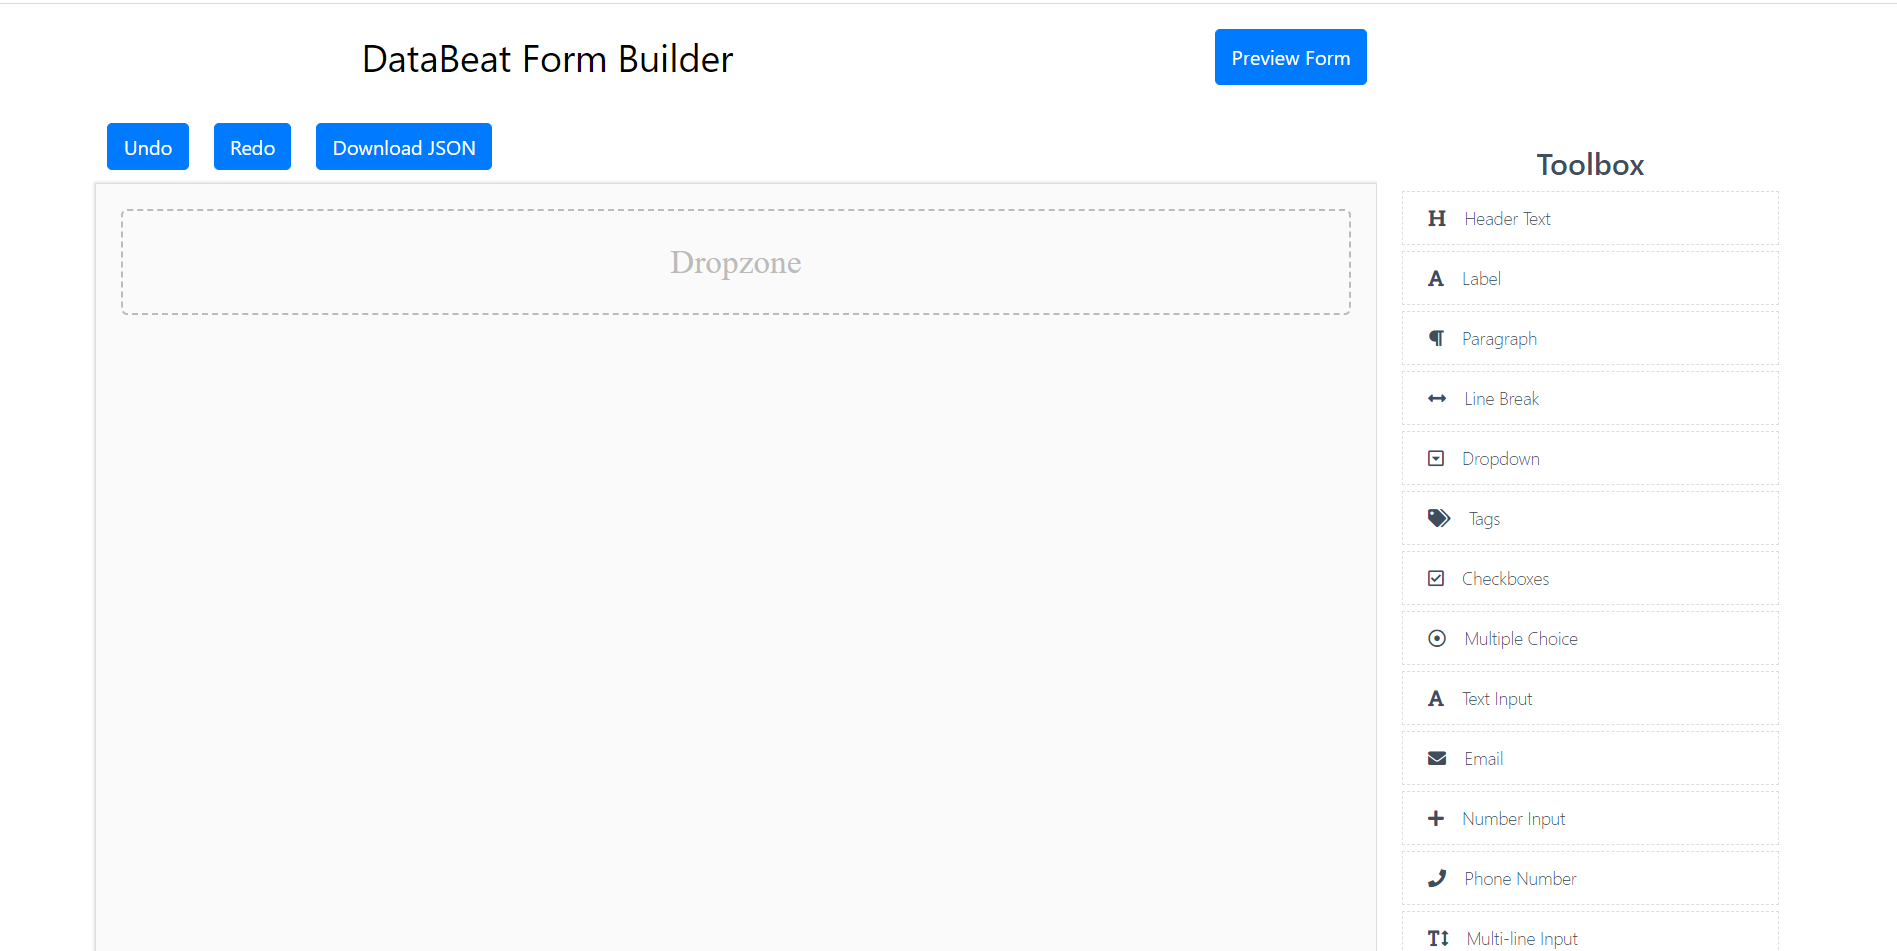 DataBeat Form Builder
Preview Form
Undo
Redo
Download JSON
Dropzone
Toolbox
Header Text
Label
Paragraph
Line Break
Dropdown
Tags
Checkboxes
Multiple Choice
Text Input
Email
Number Input
Phone Number
Multi-line Input